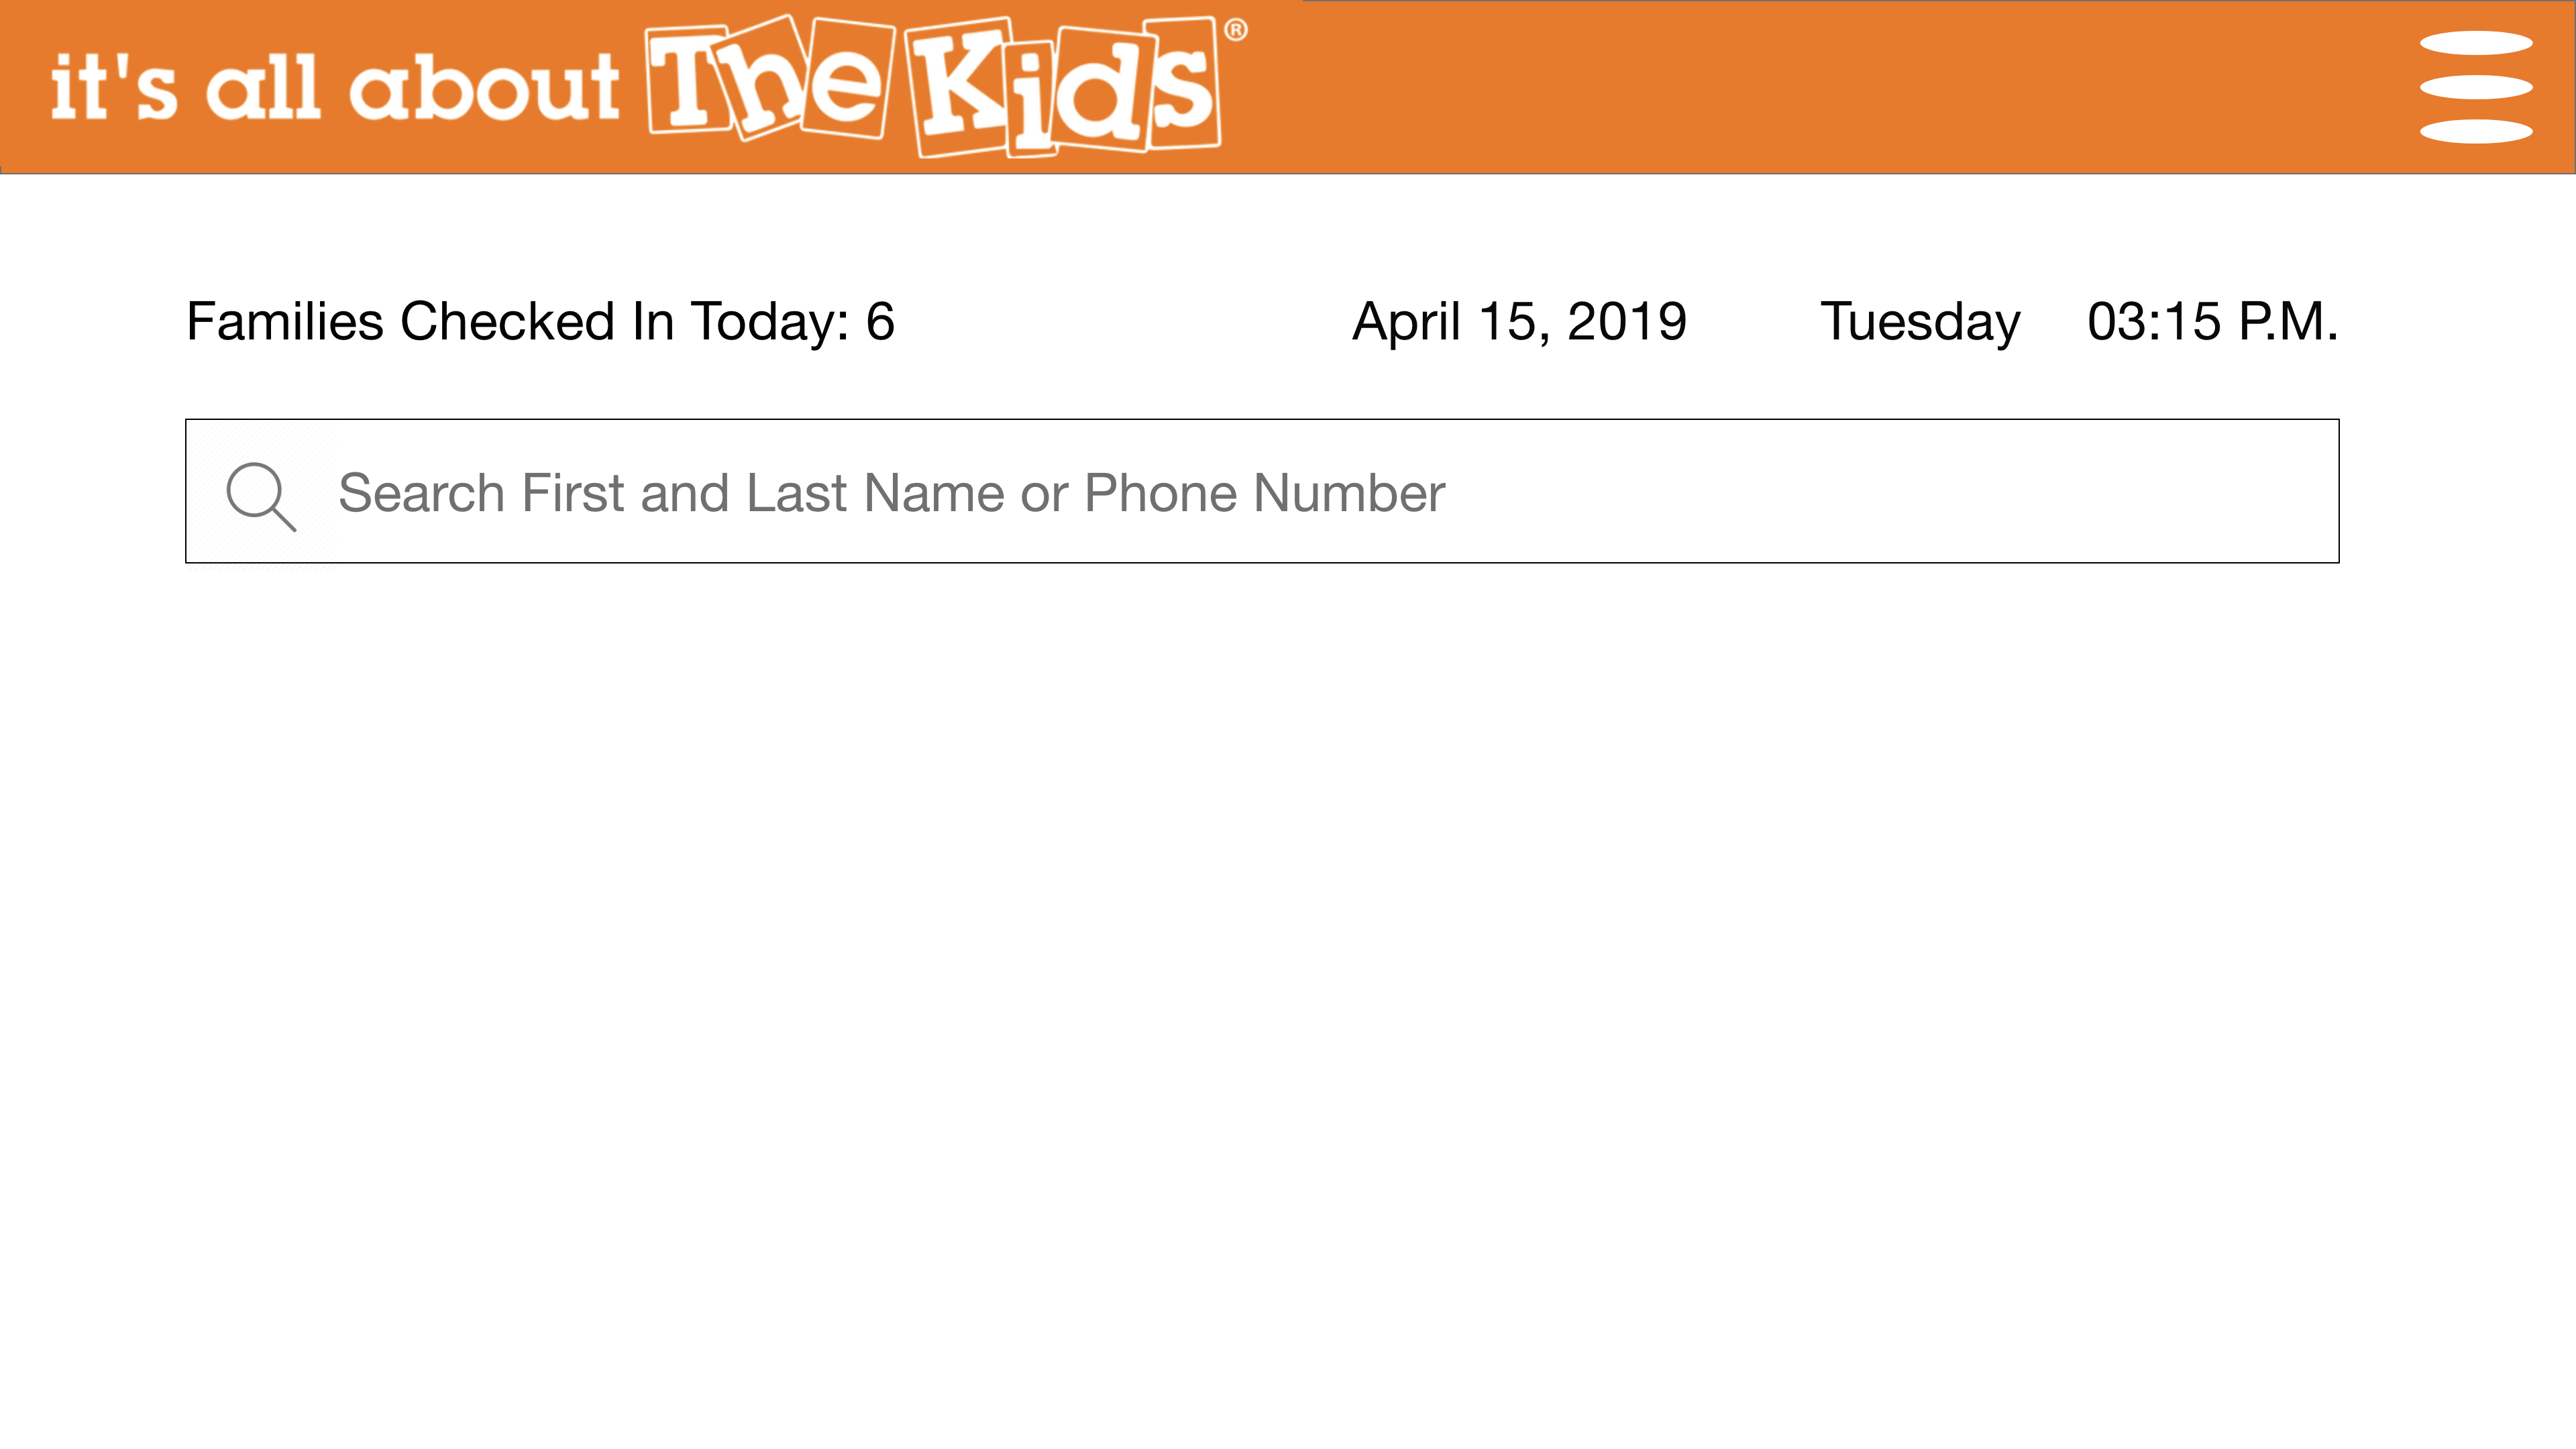 it's all about The Kids®
Families Checked In Today: 6 April 15, 2019 Tuesday 03:15 P.M.
Search First and Last Name or Phone Number